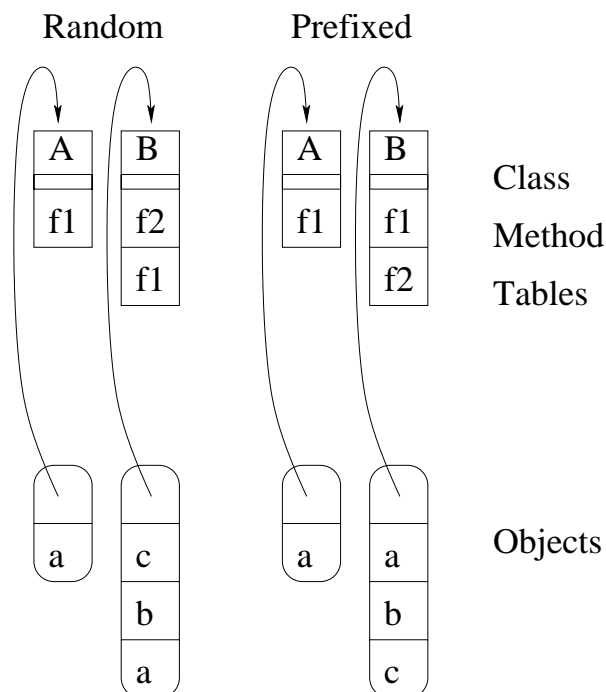 Random Prefixed
A B A B Class
f1 f2 f1 f1 Method
f1 f2 Tables
a c a a Objects
b b
a c